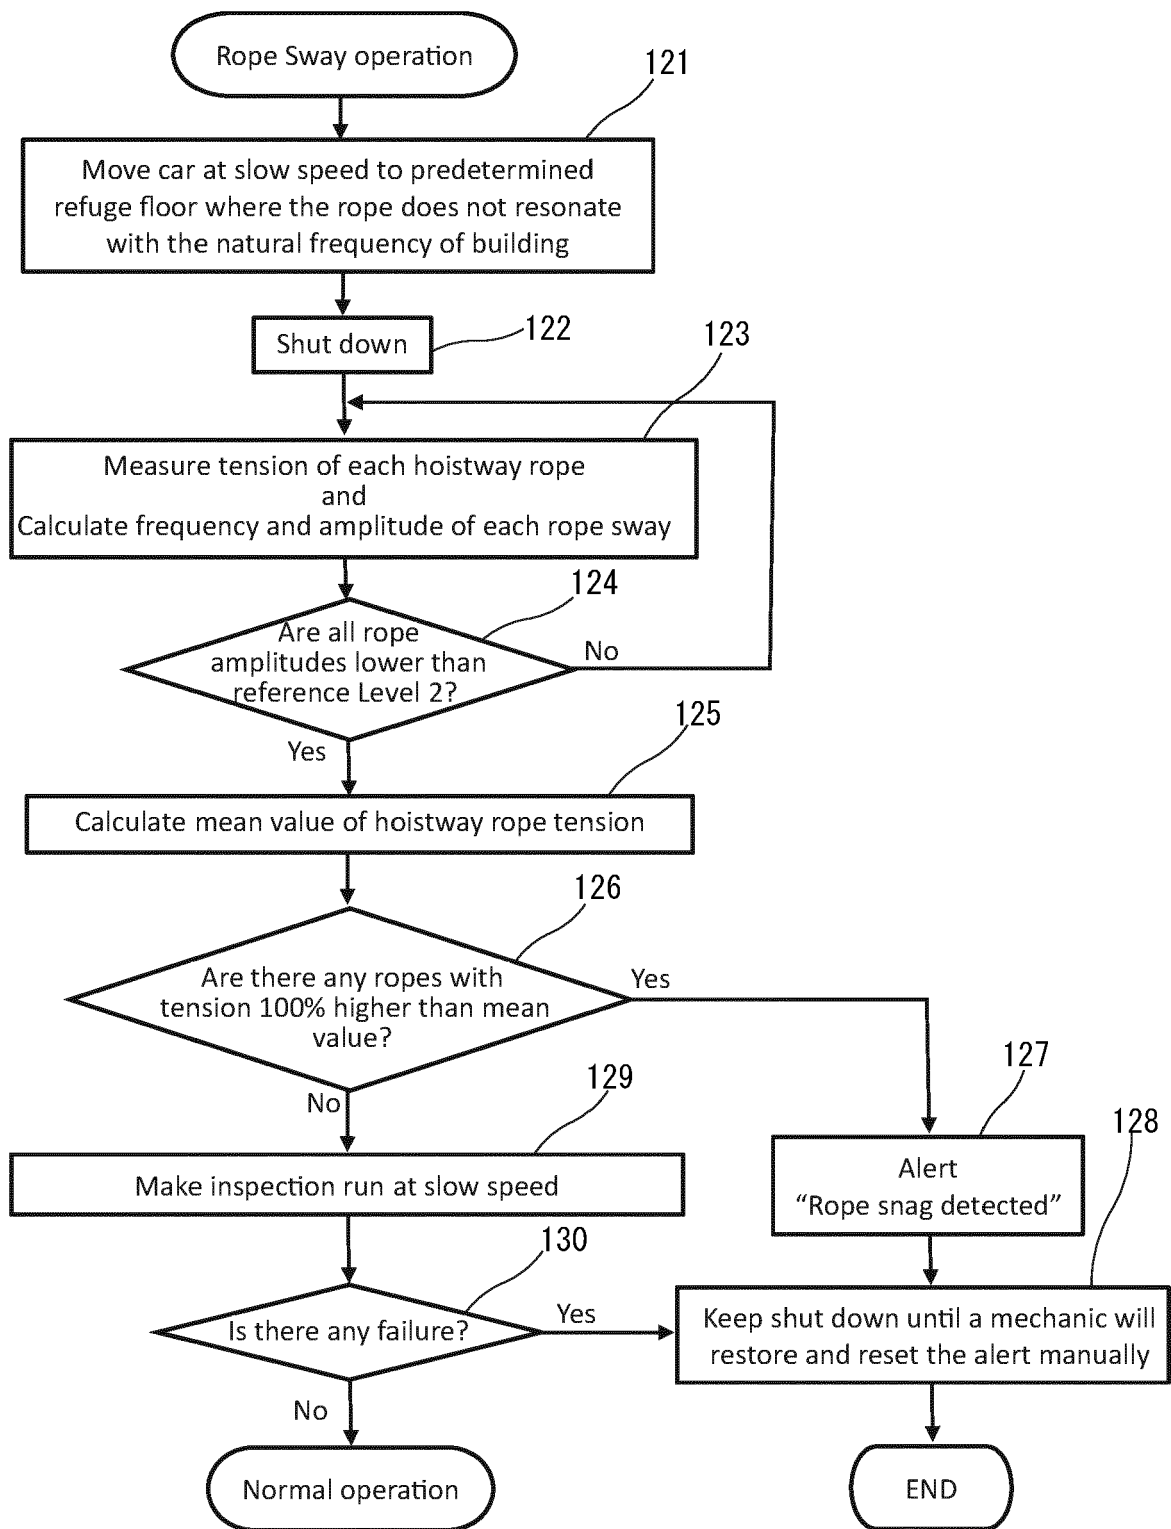 Rope Sway operation
121
Move car at slow speed to predetermined
refuge floor where the rope does not resonate
with the natural frequency of building
122
Shut down
123
Measure tension of each hoistway rope
and
Calculate frequency and amplitude of each rope sway
124
Are all rope
amplitudes lower than
reference Level 2?
No
Yes
125
Calculate mean value of hoistway rope tension
126
Are there any ropes with
tension 100% higher than mean
value?
Yes
No
127
Alert
“Rope snag detected”
128
129
Make inspection run at slow speed
130
Is there any failure?
Yes
Keep shut down until a mechanic will
restore and reset the alert manually
No
Normal operation
END